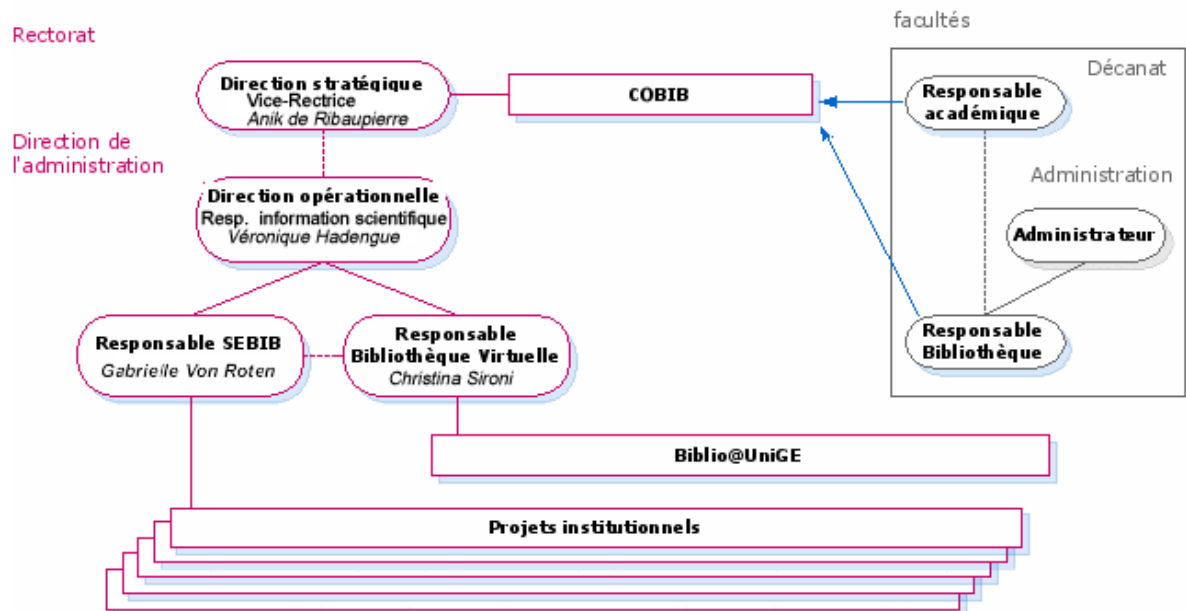 Rectorat
facultés
Direction stratégique
Vice-Rectrice
Anik de Ribaupierre
COBIB
Décanat
Responsable
académique
Direction de
l'administration
Direction opérationnelle
Resp. information scientifique
Véronique Hadengue
Administration
Administrateur
Responsable SEBIB
Gabrielle Von Roten
Responsable
Bibliothèque Virtuelle
Christina Sironi
Responsable
Bibliothèque
Biblio@UniGE
Projets institutionnels